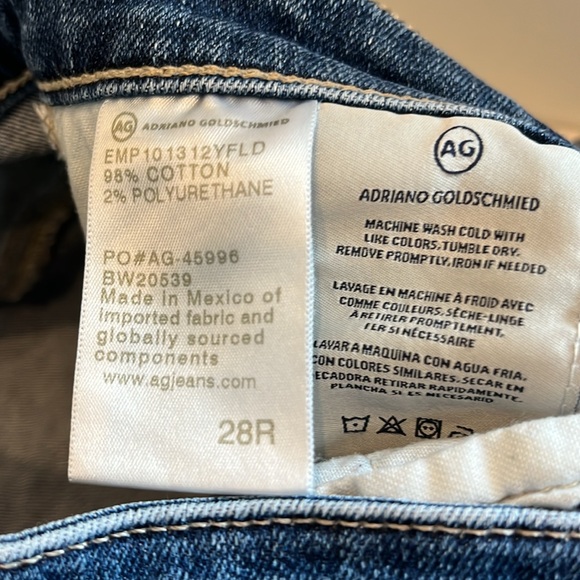 AG ADRIANO GOLDSCHMIED
EMP101312YFLD
98% COTTON
2% POLYURETHANE
PO#AG-45996
BW20539
Made in Mexico of
imported fabric and
globally sourced
components
www.agjeans.com
28R
AG
ADRIANO GOLDSCHMIED
MACHINE WASH COLD WITH
LIKE COLORS, TUMBLE DRY.
REMOVE PROMPTLY, IRON IF NEEDED
LAVAGE EN MACHINE À FROID AVEC
COMME COULEURS, SÈCHE-LINGE
À RETIRER PROMPTEMENT,
FER SI NÉCESSAIRE
LAVAR A MAQUINA CON AGUA FRIA,
CON COLORES SIMILARES, SECAR EN
SECADORA RETIRAR RAPIDAMENTE,
PLANCHA SI ES NECESARIO